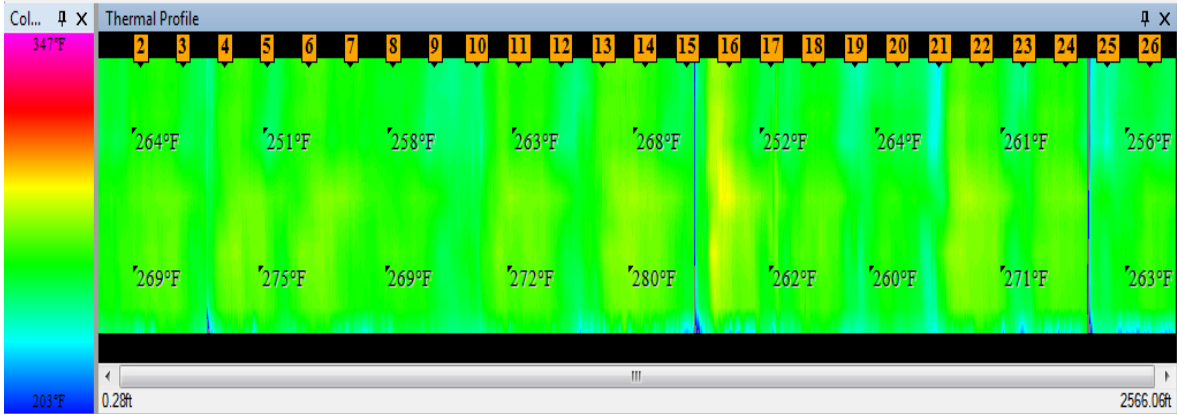 Col... Thermal Profile
347°F
2 3 4 5 6 7 8 9 10 11 12 13 14 15 16 17 18 19 20 21 22 23 24 25 26
264°F 251°F 258°F 263°F 268°F 252°F 264°F 261°F 256°F
269°F 275°F 269°F 272°F 280°F 262°F 260°F 271°F 263°F
203°F 0.28ft 2566.06ft